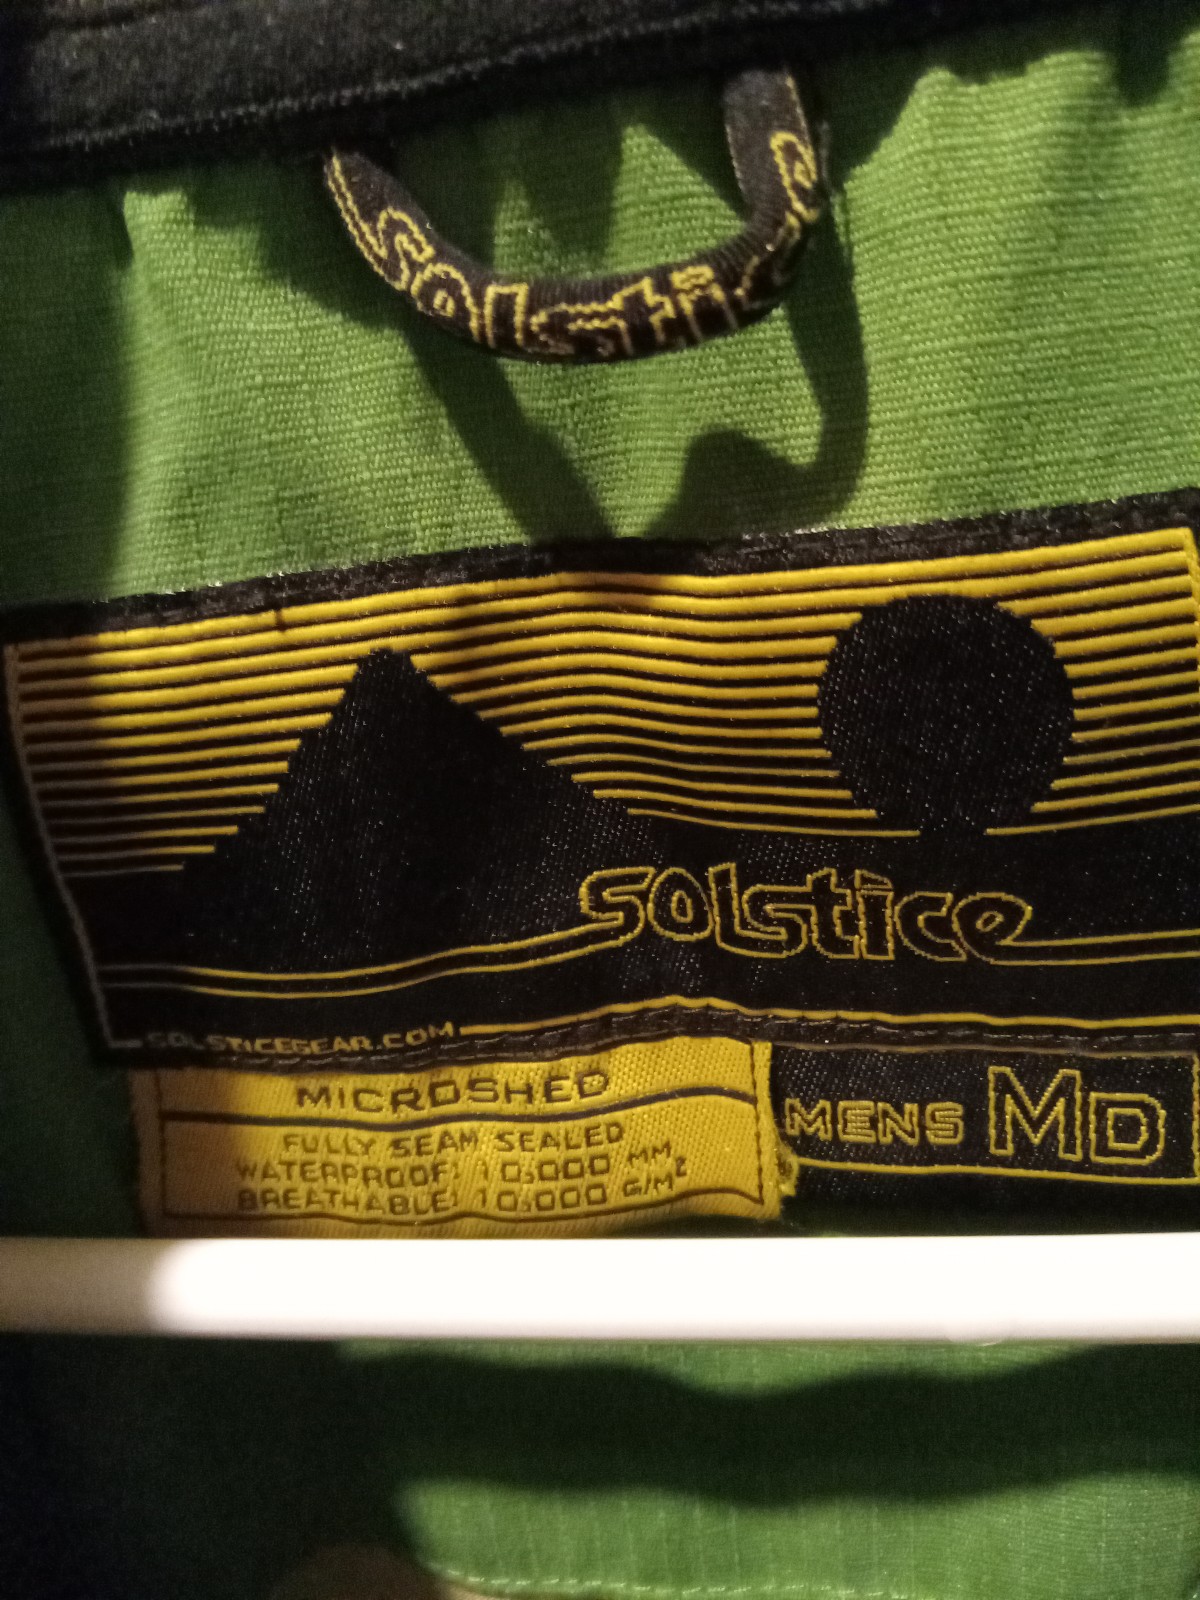 Solstice
SOLSTICE
SOLSTICEGEAR.COM
MICROSHED
FULLY SEAM SEALED
WATERPROOF: 10,000 MM
BREATHABLE: 10,000 G/M²
MENS MD